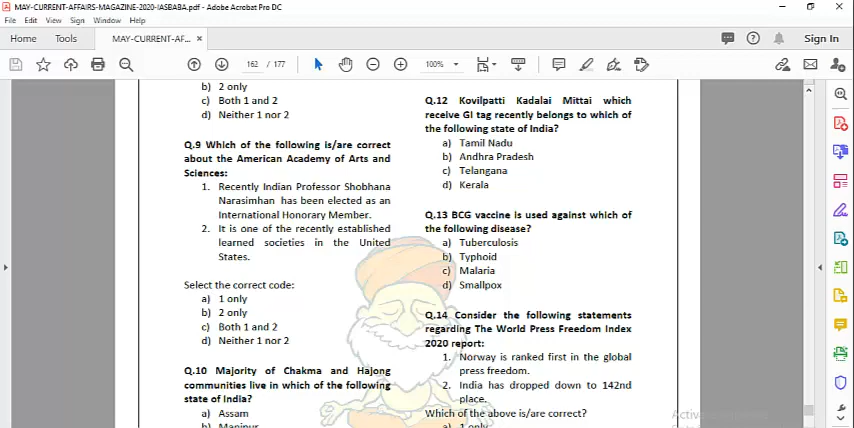 MAY-CURRENT-AFFAIRS-MAGAZINE-2020-IASBABA.pdf - Adobe Acrobat Pro DC
File Edit View Sign Window Help
Home Tools MAY-CURRENT-AF... × Sign In
162 / 177 100%
b) 2 only
c) Both 1 and 2
d) Neither 1 nor 2
Q.9 Which of the following is/are correct
about the American Academy of Arts and
Sciences:
1. Recently Indian Professor Shobhana
Narasimhan has been elected as an
International Honorary Member.
2. It is one of the recently established
learned societies in the United
States.
Select the correct code:
a) 1 only
b) 2 only
c) Both 1 and 2
d) Neither 1 nor 2
Q.10 Majority of Chakma and Hajong
communities live in which of the following
state of India?
a) Assam
b) Manipur
Q.12 Kovilpatti Kadalai Mittai which
receive GI tag recently belongs to which of
the following state of India?
a) Tamil Nadu
b) Andhra Pradesh
c) Telangana
d) Kerala
Q.13 BCG vaccine is used against which of
the following disease?
a) Tuberculosis
b) Typhoid
c) Malaria
d) Smallpox
Q.14 Consider the following statements
regarding The World Press Freedom Index
2020 report:
1. Norway is ranked first in the global
press freedom.
2. India has dropped down to 142nd
place.
Which of the above is/are correct?
a) 1 only